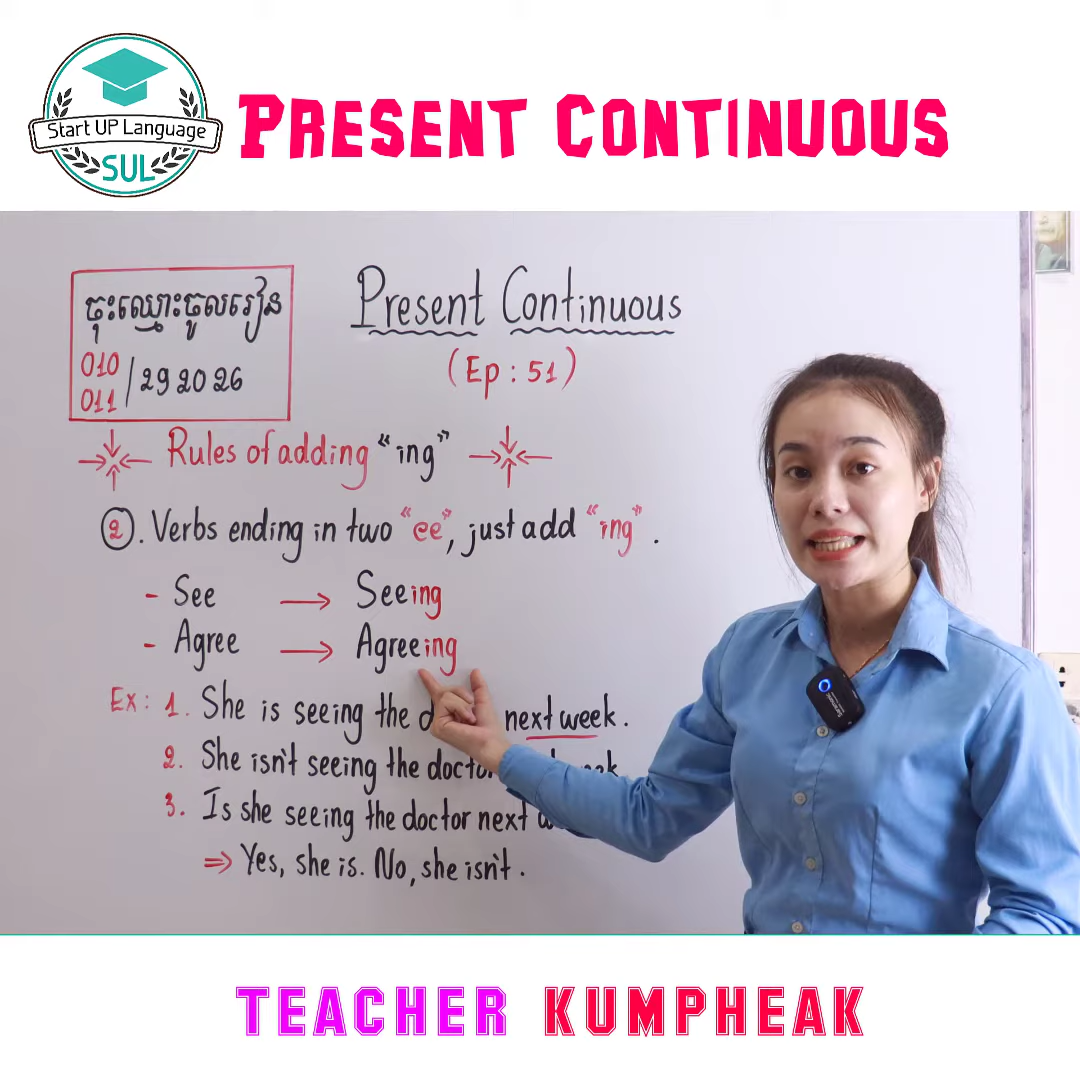 Start UP Language
SUL
PRESENT CONTINUOUS
ចុះឈ្មោះចូលរៀន
010
011 / 29 20 26
Present Continuous
(Ep : 51)
Rules of adding “ing”
2. Verbs ending in two “ee”, just add “ing”.
- See → Seeing
- Agree → Agreeing
Ex: 1. She is seeing the next week.
2. She isn't seeing the
3. Is she seeing the doctor next
⇒ Yes, she is. No, she isn't.
TEACHER KUMPHEAK